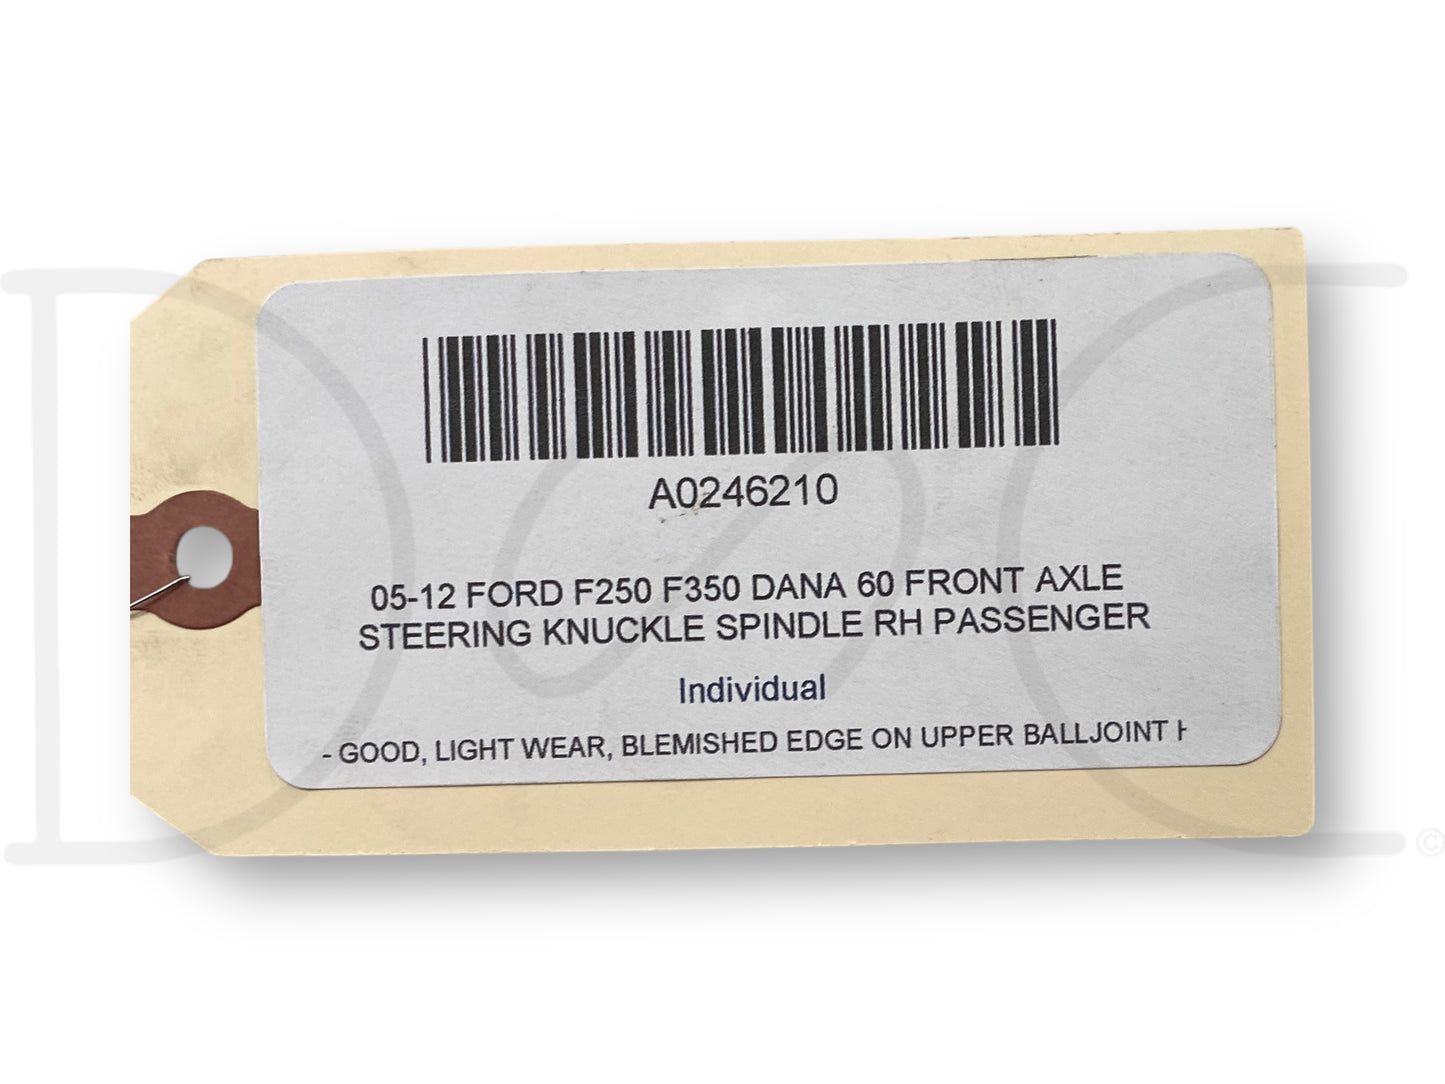 A0246210
05-12 FORD F250 F350 DANA 60 FRONT AXLE
STEERING KNUCKLE SPINDLE RH PASSENGER
Individual
- GOOD, LIGHT WEAR, BLEMISHED EDGE ON UPPER BALLJOINT
©